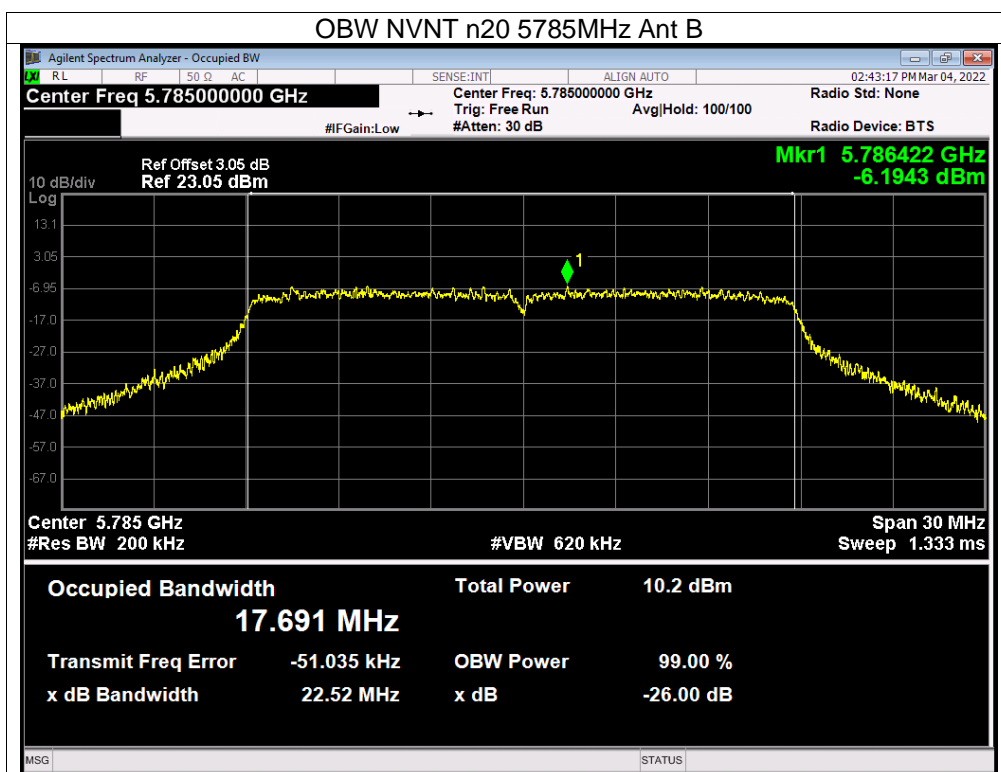 OBW NVNT n20 5785MHz Ant B
Agilent Spectrum Analyzer - Occupied BW
LXI RL RF 50 Ω AC SENSE:INT ALIGN AUTO 02:43:17 PM Mar 04, 2022
Center Freq 5.785000000 GHz Center Freq: 5.785000000 GHz Radio Std: None
Trig: Free Run Avg|Hold: 100/100
#IFGain:Low #Atten: 30 dB Radio Device: BTS
Mkr1 5.786422 GHz
-6.1943 dBm
Ref Offset 3.05 dB
10 dB/div Ref 23.05 dBm
Log
13.1
3.05
1
-6.95
-17.0
-27.0
-37.0
-47.0
-57.0
-67.0
Center 5.785 GHz Span 30 MHz
#Res BW 200 kHz #VBW 620 kHz Sweep 1.333 ms
Occupied Bandwidth Total Power 10.2 dBm
17.691 MHz
Transmit Freq Error -51.035 kHz OBW Power 99.00 %
x dB Bandwidth 22.52 MHz x dB -26.00 dB
MSG STATUS